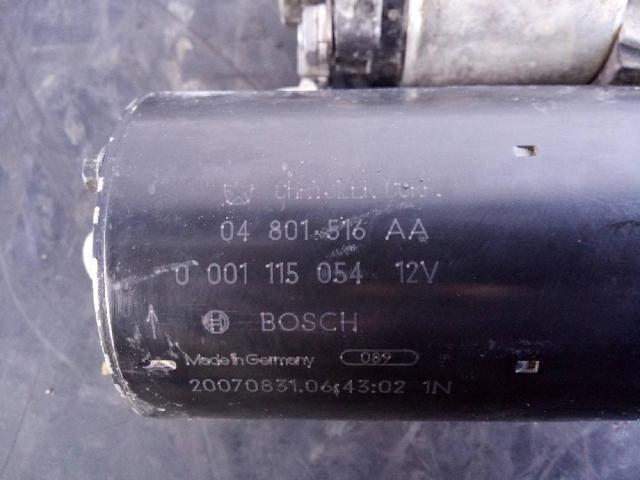 04 801 516 AA
0 001 115 054 12V
BOSCH
Made in Germany 089
20070831.06:43:02 1N